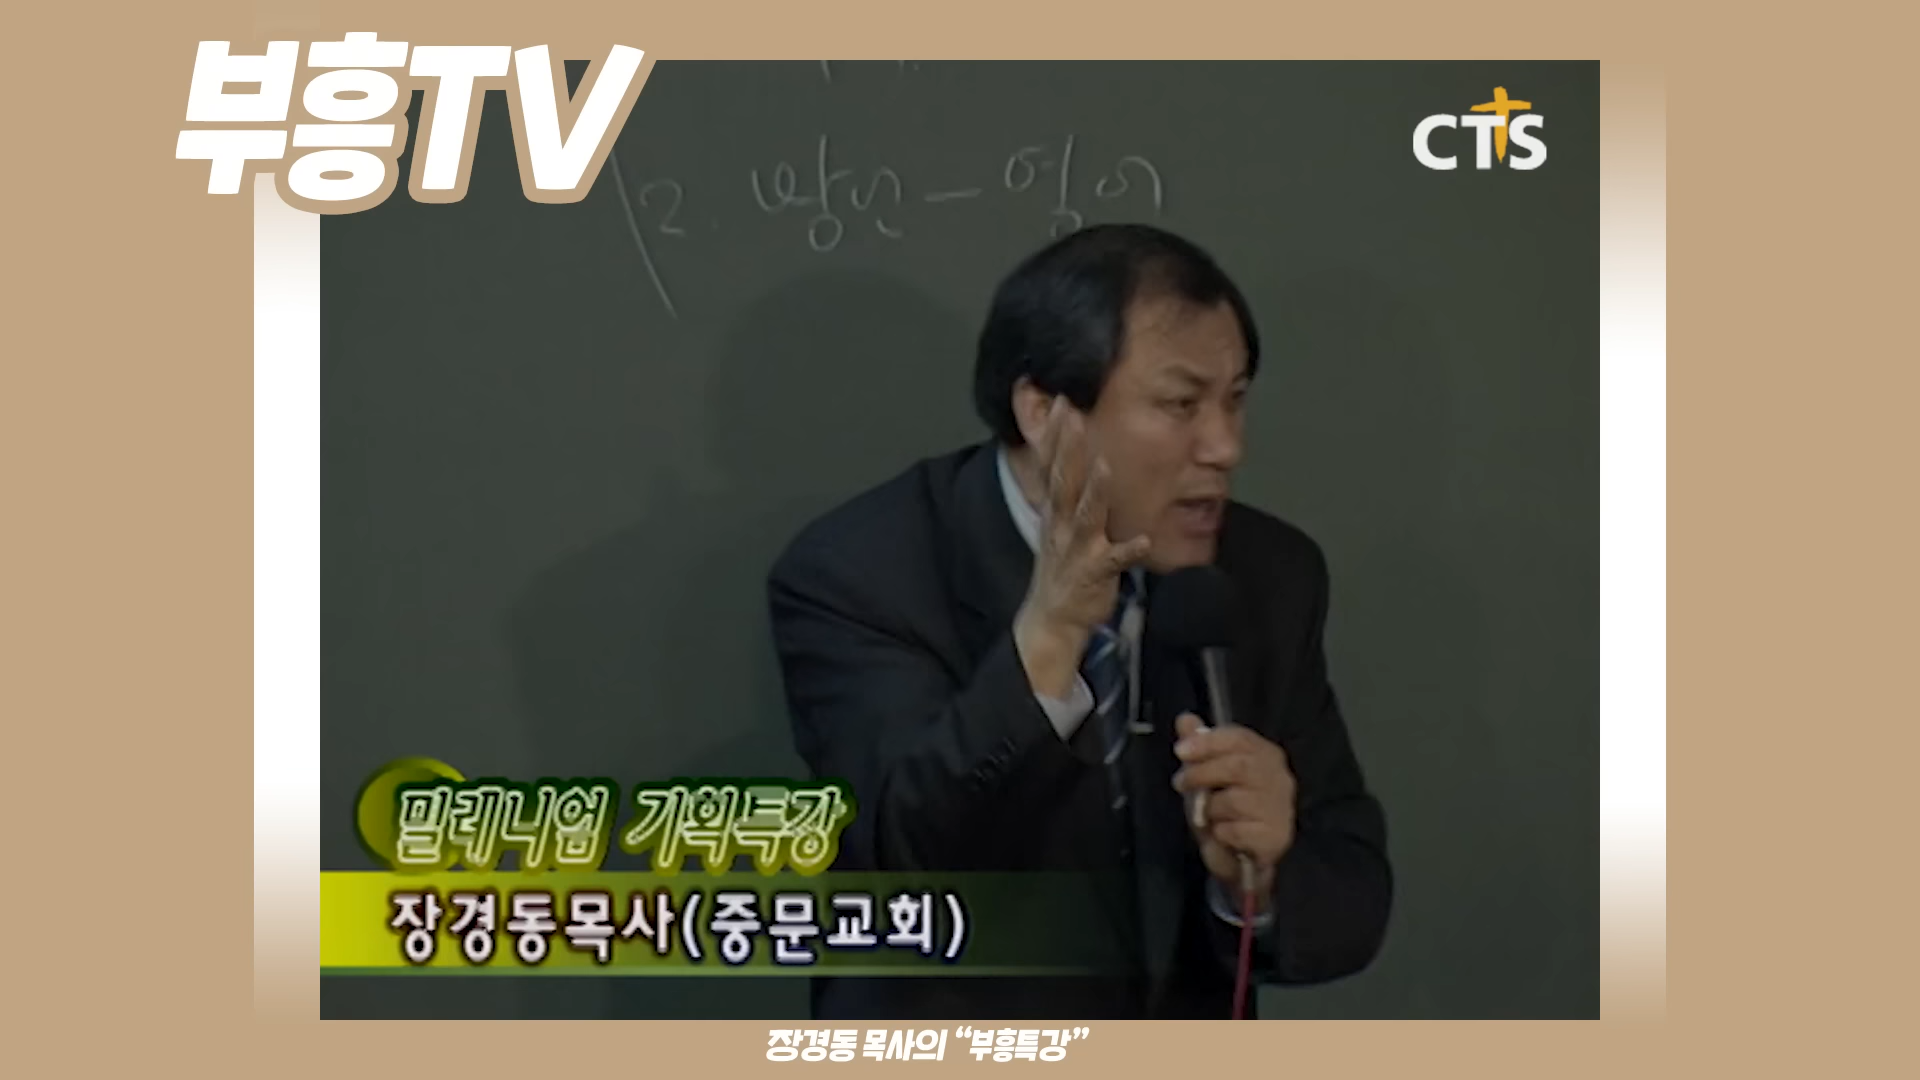 부흥TV
CTS
2. 방언 - 영어
밀레니엄 기획특강
장경동목사(중문교회)
장경동 목사의 “부흥특강”